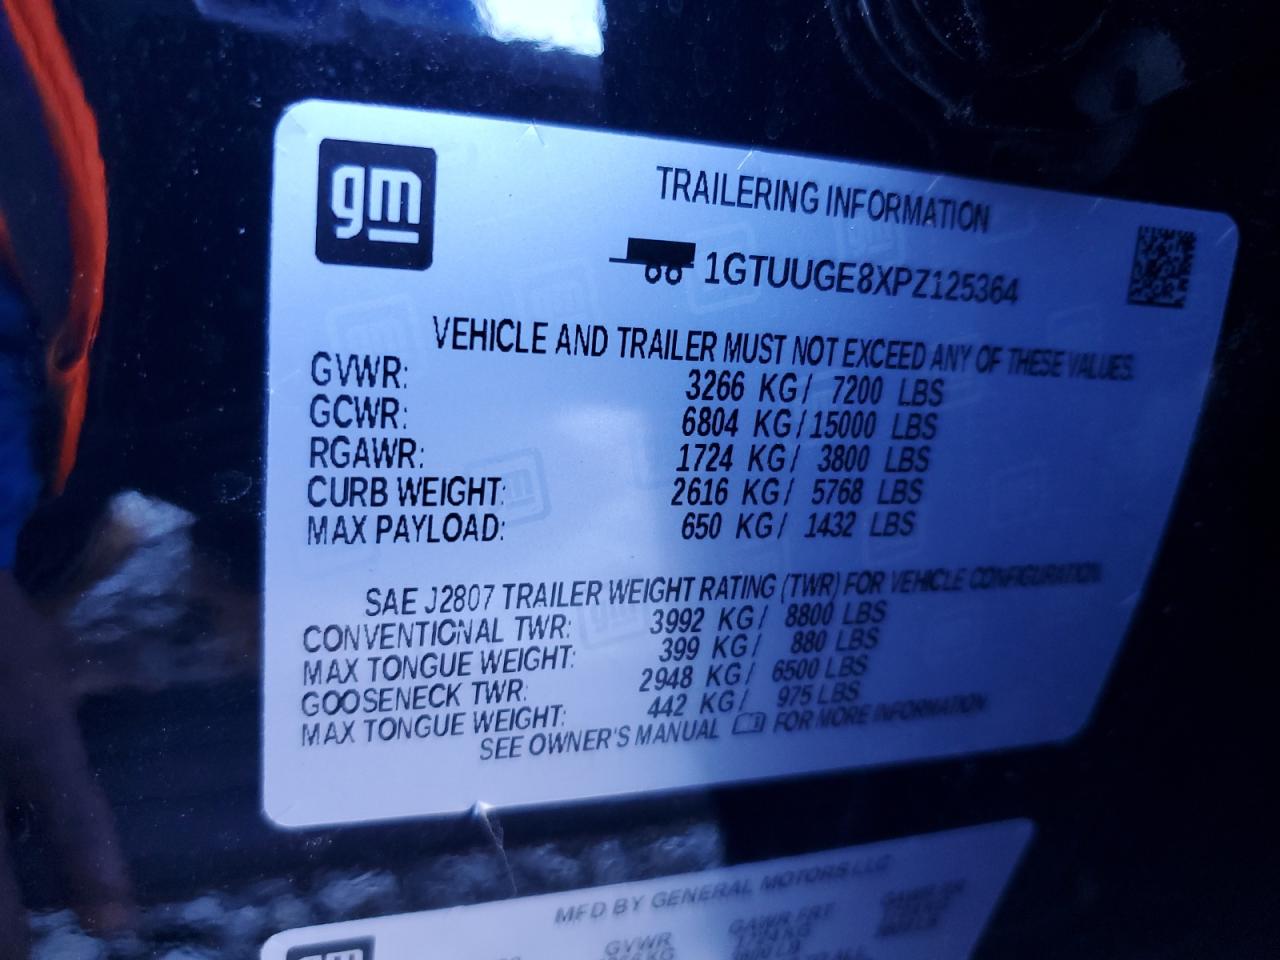 gm
TRAILERING INFORMATION
1GTUUGE8XPZ125364
VEHICLE AND TRAILER MUST NOT EXCEED ANY OF THESE VALUES.
GVWR: 3266 KG/ 7200 LBS
GCWR: 6804 KG/15000 LBS
RGAWR: 1724 KG/ 3800 LBS
CURB WEIGHT: 2616 KG/ 5768 LBS
MAX PAYLOAD: 650 KG/ 1432 LBS
SAE J2807 TRAILER WEIGHT RATING (TWR) FOR VEHICLE CONFIGURATION.
CONVENTIONAL TWR: 3992 KG/ 8800 LBS
MAX TONGUE WEIGHT: 399 KG/ 880 LBS
GOOSENECK TWR: 2948 KG/ 6500 LBS
MAX TONGUE WEIGHT: 442 KG/ 975 LBS
SEE OWNER'S MANUAL FOR MORE INFORMATION
MFD BY GENERAL MOTORS LLC
gm GVWR GAWR FRT